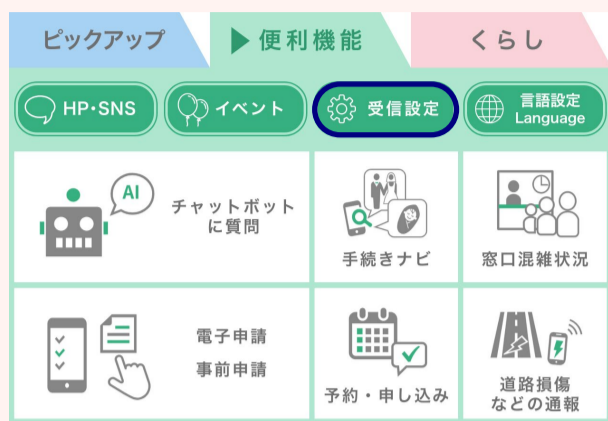 ピックアップ
▶便利機能
くらし
HP・SNS
イベント
受信設定
言語設定
Language
AI
チャットボット
に質問
手続きナビ
窓口混雑状況
電子申請
事前申請
予約・申し込み
道路損傷
などの通報